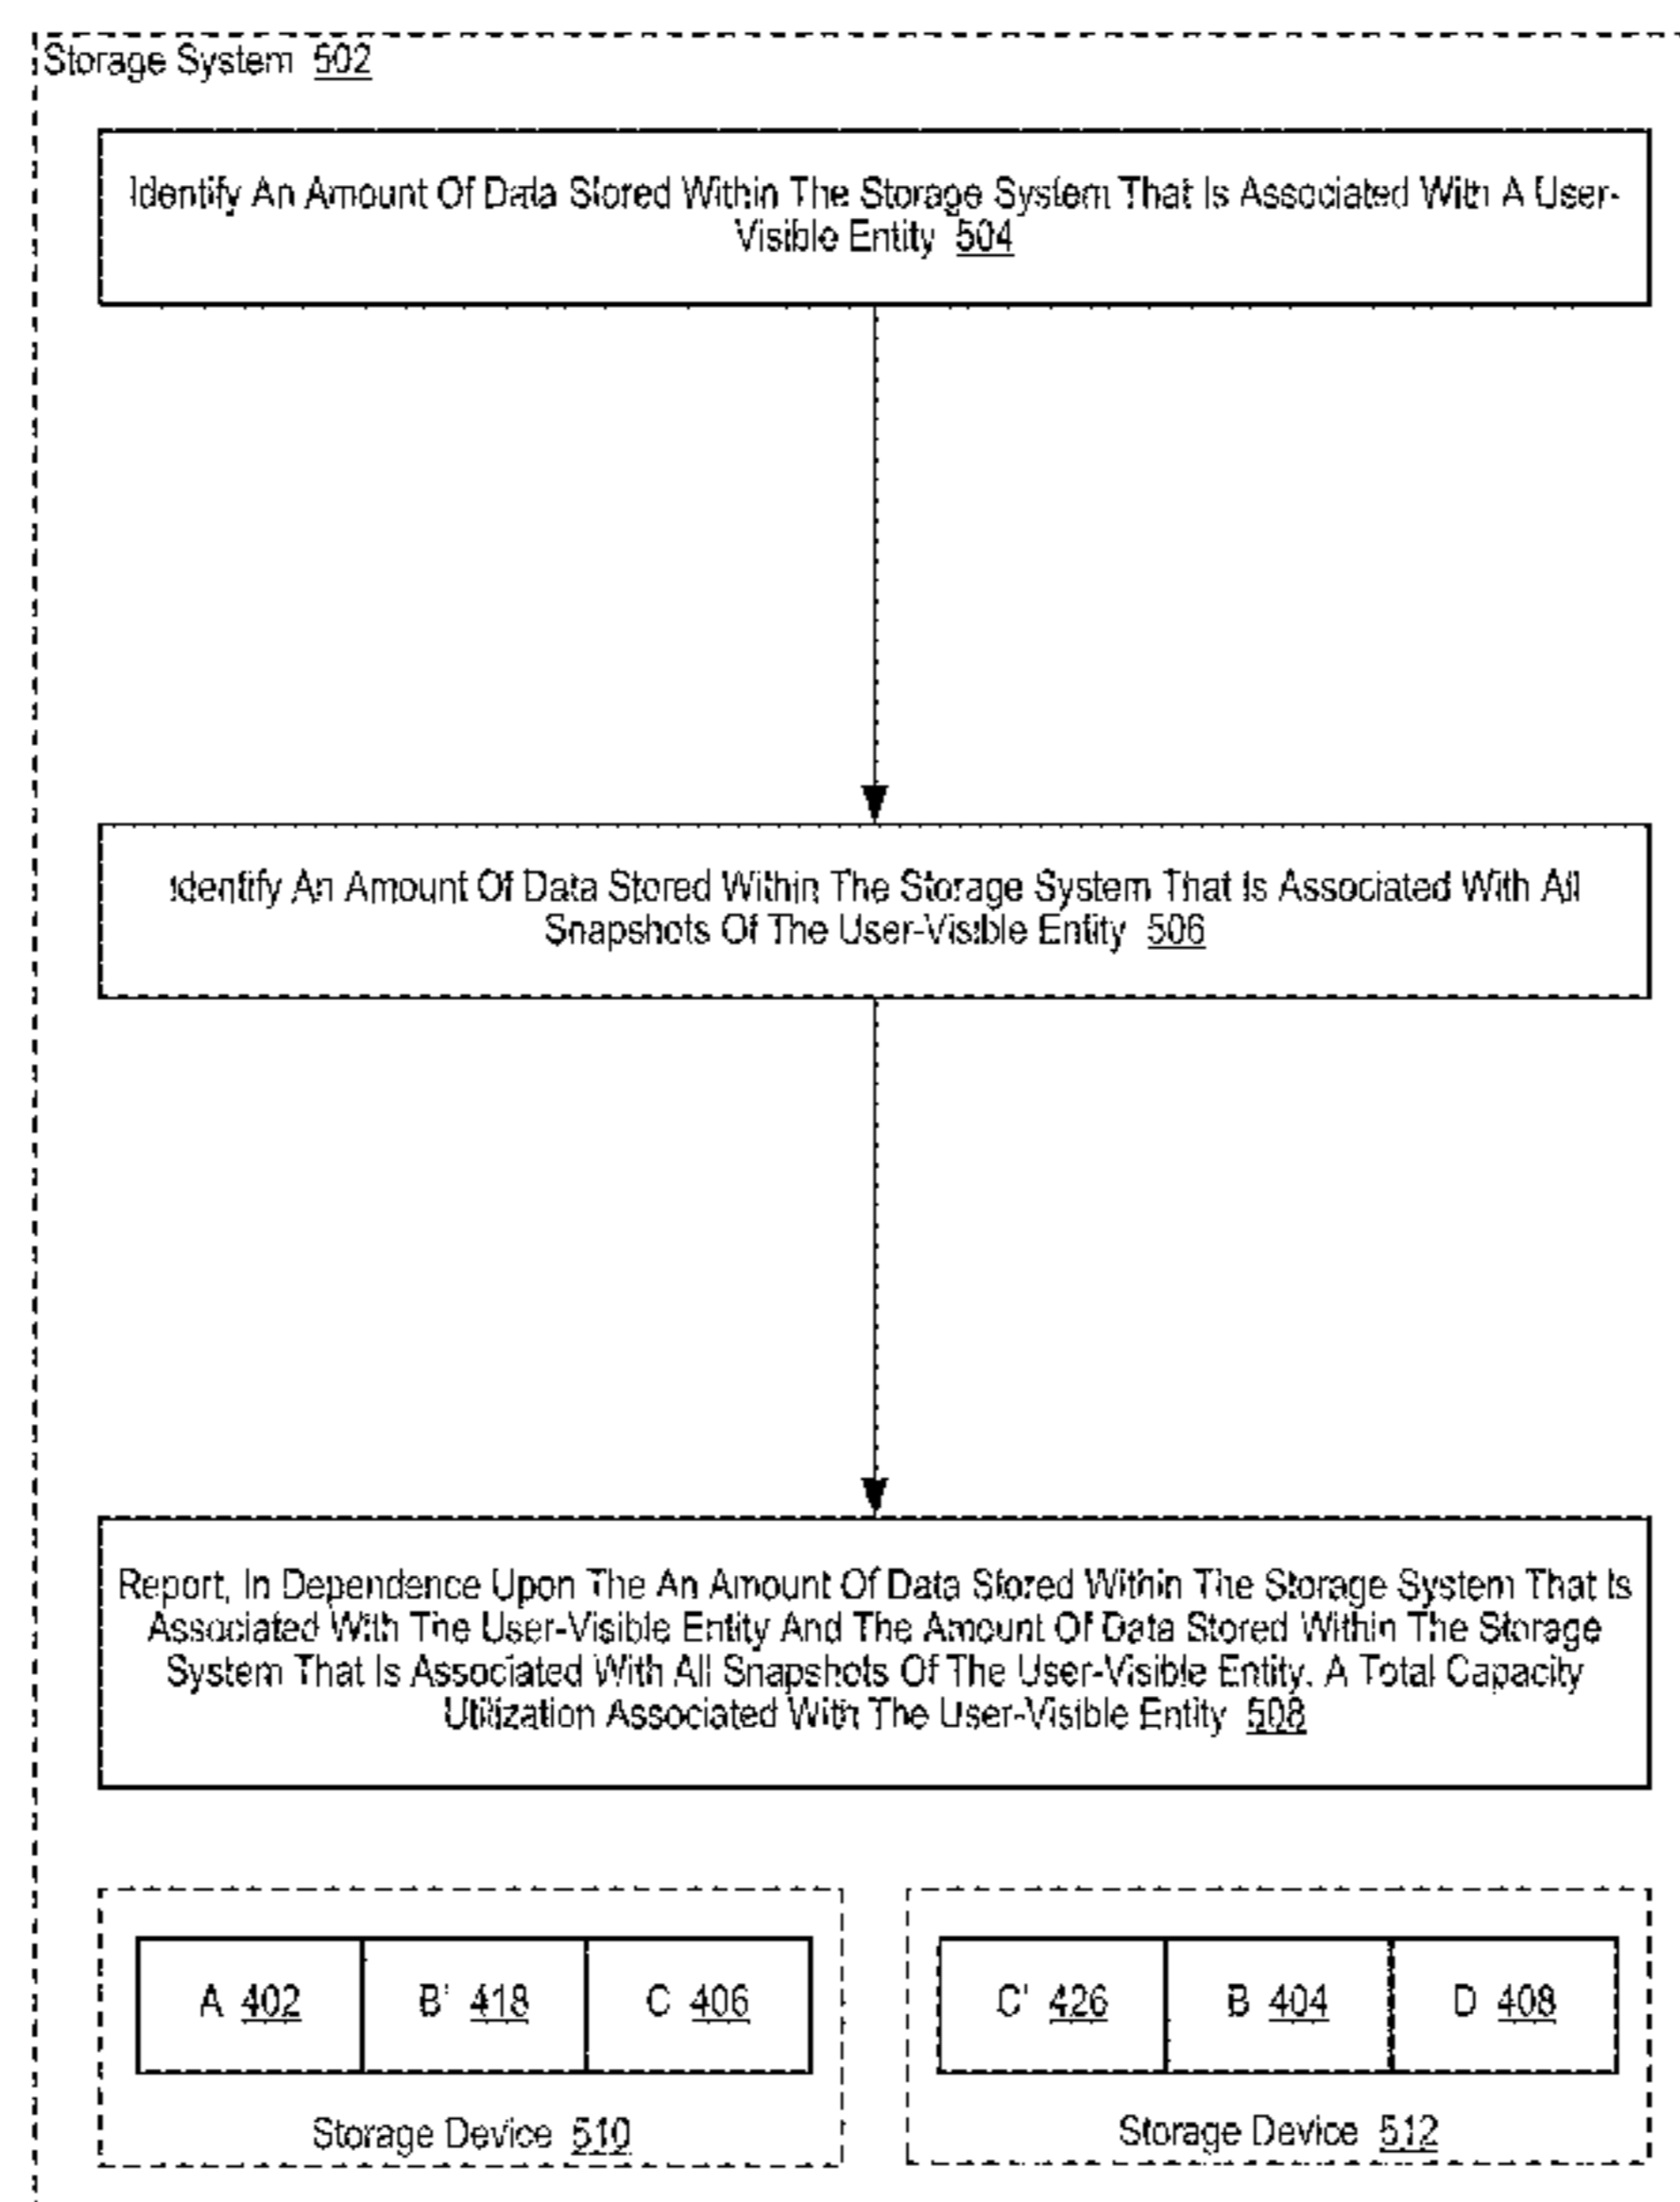 Storage System 502
Identify An Amount Of Data Stored Within The Storage System That Is Associated With A User-
Visible Entity 504
Identify An Amount Of Data Stored Within The Storage System That Is Associated With All
Snapshots Of The User-Visible Entity 506
Report, In Dependence Upon The An Amount Of Data Stored Within The Storage System That Is
Associated With The User-Visible Entity And The Amount Of Data Stored Within The Storage
System That Is Associated With All Snapshots Of The User-Visible Entity, A Total Capacity
Utilization Associated With The User-Visible Entity 508
A 402 B' 418 C 406
Storage Device 510
C' 426 B 404 D 408
Storage Device 512